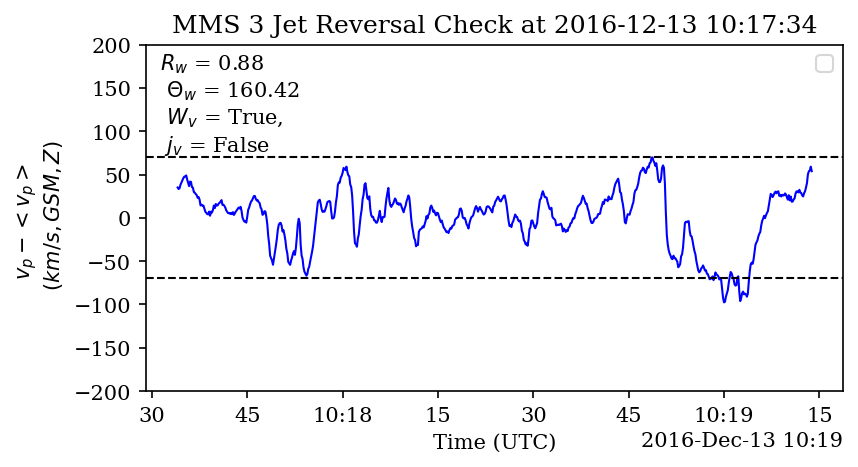 MMS 3 Jet Reversal Check at 2016-12-13 10:17:34
R_w = 0.88
Θ_w = 160.42
W_v = True,
j_v = False
v_p − < v_p >
(km/s, GSM, Z)
200
150
100
50
0
−50
−100
−150
−200
30 45 10:18 15 30 45 10:19 15
Time (UTC) 2016-Dec-13 10:19